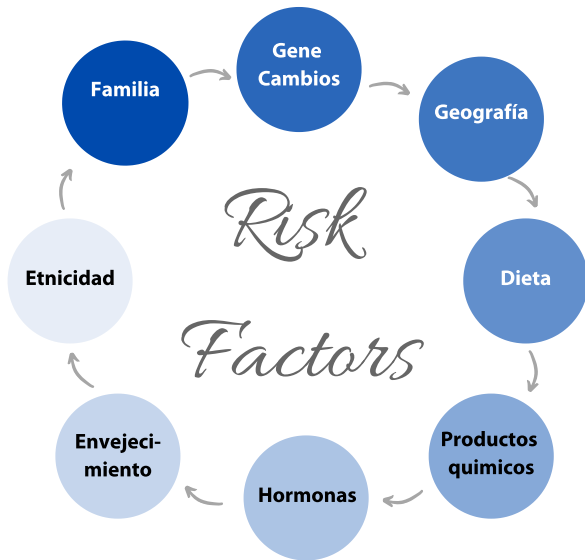 Familia
Gene
Cambios
Geografía
Dieta
Productos
quimicos
Hormonas
Envejeci-
miento
Etnicidad
Risk
Factors